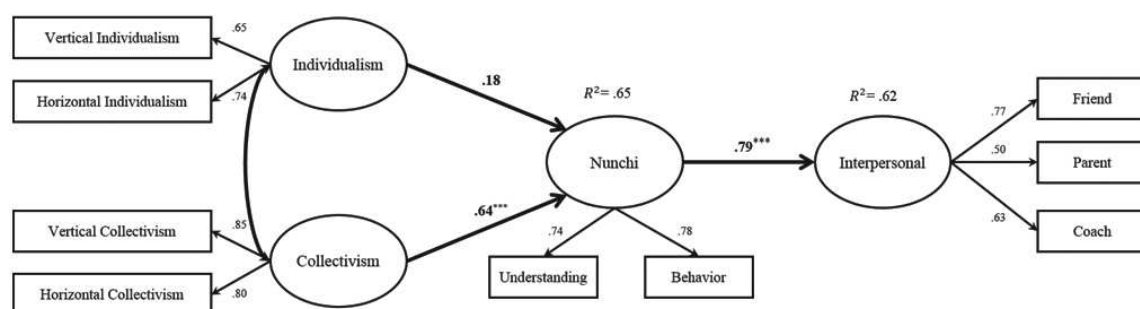 Vertical Individualism
.65
Individualism
Horizontal Individualism
.74
.18
R²= .65
Nunchi
.79***
R²= .62
Interpersonal
.77
Friend
.50
Parent
.63
Coach
.64***
Vertical Collectivism
.85
Collectivism
Horizontal Collectivism
.80
.74
.78
Understanding
Behavior